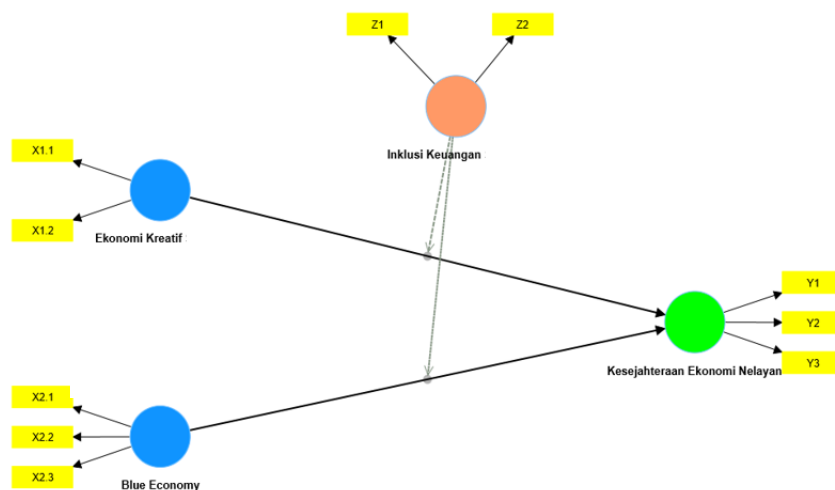 Z1
Z2
Inklusi Keuangan
X1.1
X1.2
Ekonomi Kreatif
Y1
Y2
Y3
Kesejahteraan Ekonomi Nelayan
X2.1
X2.2
X2.3
Blue Economy